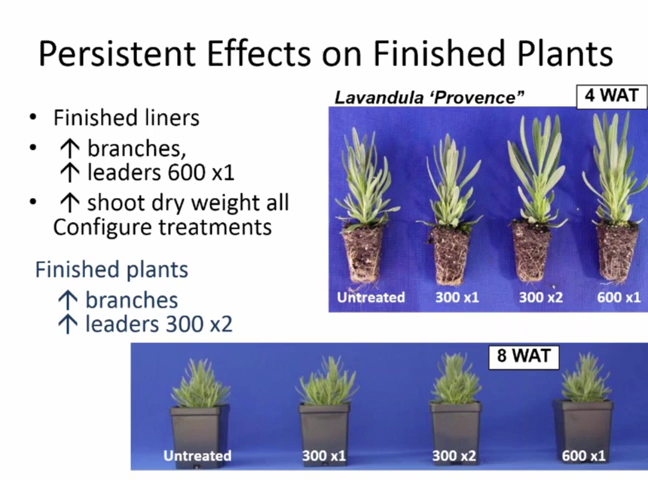 Persistent Effects on Finished Plants
• Finished liners
• ↑ branches,
↑ leaders 600 x1
• ↑ shoot dry weight all
Configure treatments
Finished plants
↑ branches
↑ leaders 300 x2
Lavandula ‘Provence”
4 WAT
Untreated 300 x1 300 x2 600 x1
8 WAT
Untreated 300 x1 300 x2 600 x1